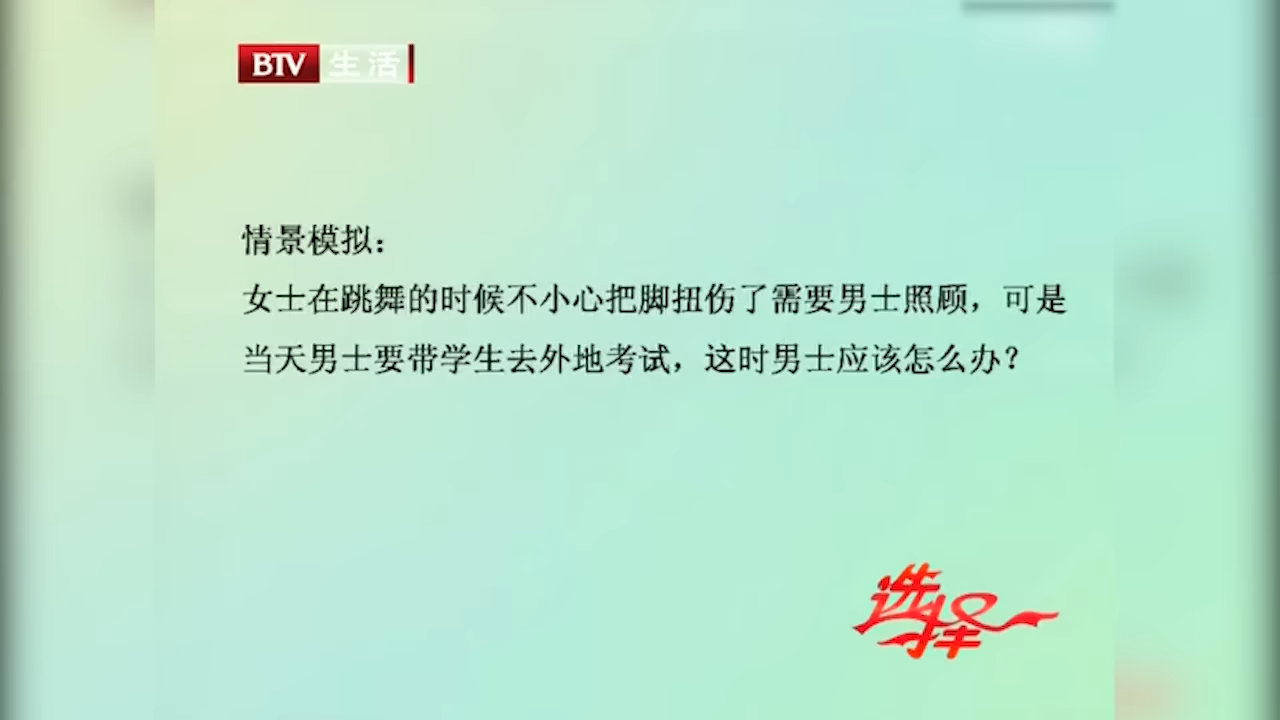 BTV 生活
情景模拟：
女士在跳舞的时候不小心把脚扭伤了需要男士照顾，可是
当天男士要带学生去外地考试，这时男士应该怎么办？
选择